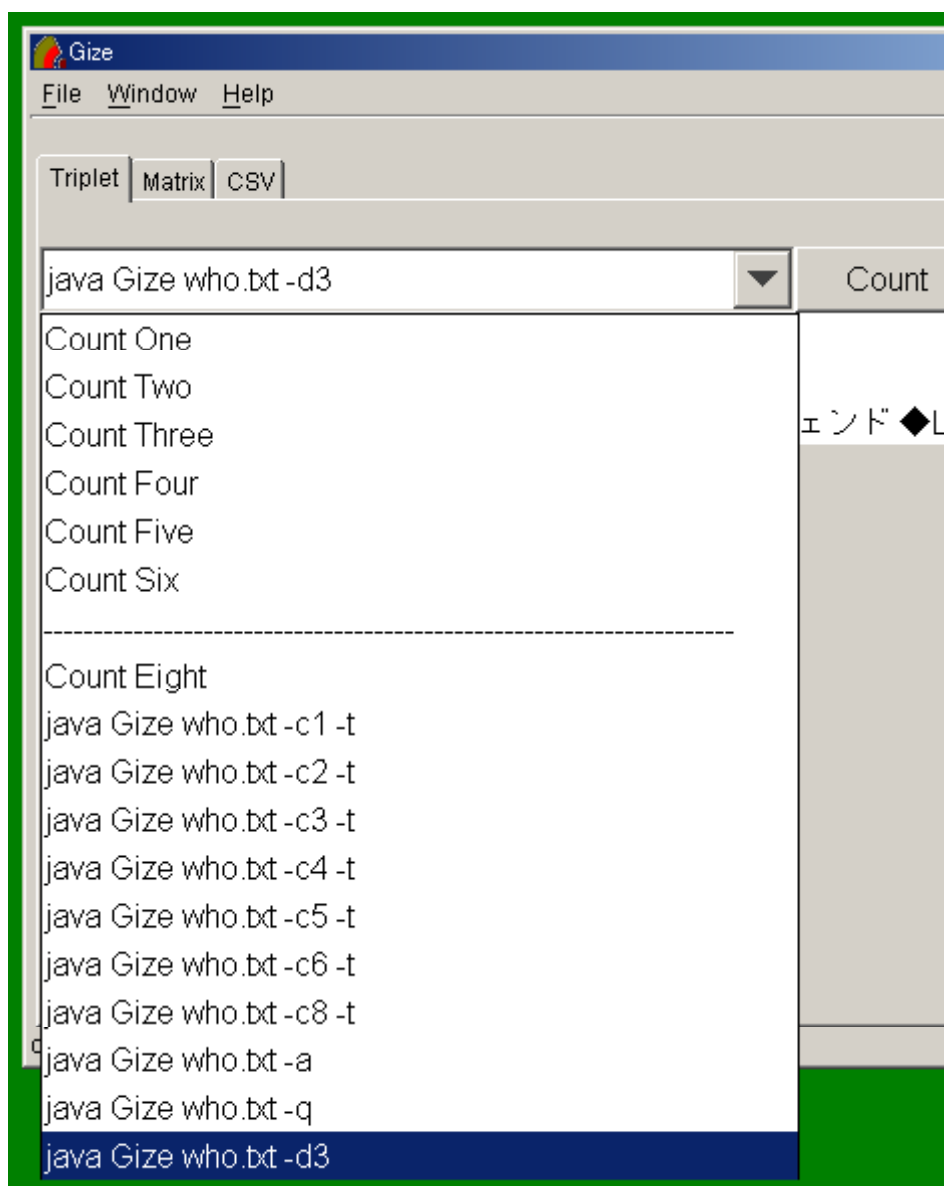 Gize
File Window Help
Triplet Matrix CSV
java Gize who.txt -d3 Count
Count One
Count Two
Count Three
ェンド◆L
Count Four
Count Five
Count Six
--------------------------------------------------------------------
Count Eight
java Gize who.txt -c1 -t
java Gize who.txt -c2 -t
java Gize who.txt -c3 -t
java Gize who.txt -c4 -t
java Gize who.txt -c5 -t
java Gize who.txt -c6 -t
java Gize who.txt -c8 -t
java Gize who.txt -a
java Gize who.txt -q
java Gize who.txt -d3